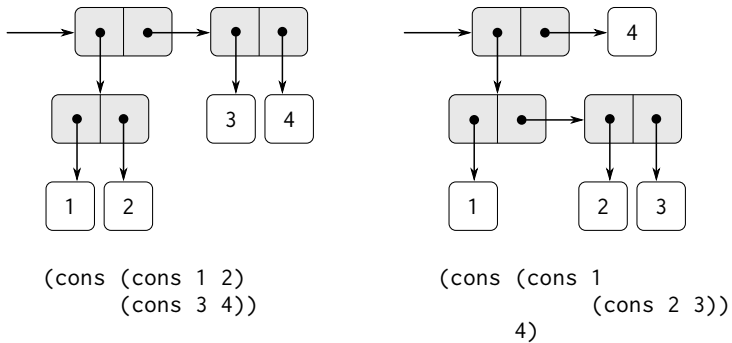 3 4
1 2
(cons (cons 1 2)
      (cons 3 4))
4
1 2 3
(cons (cons 1
            (cons 2 3))
      4)